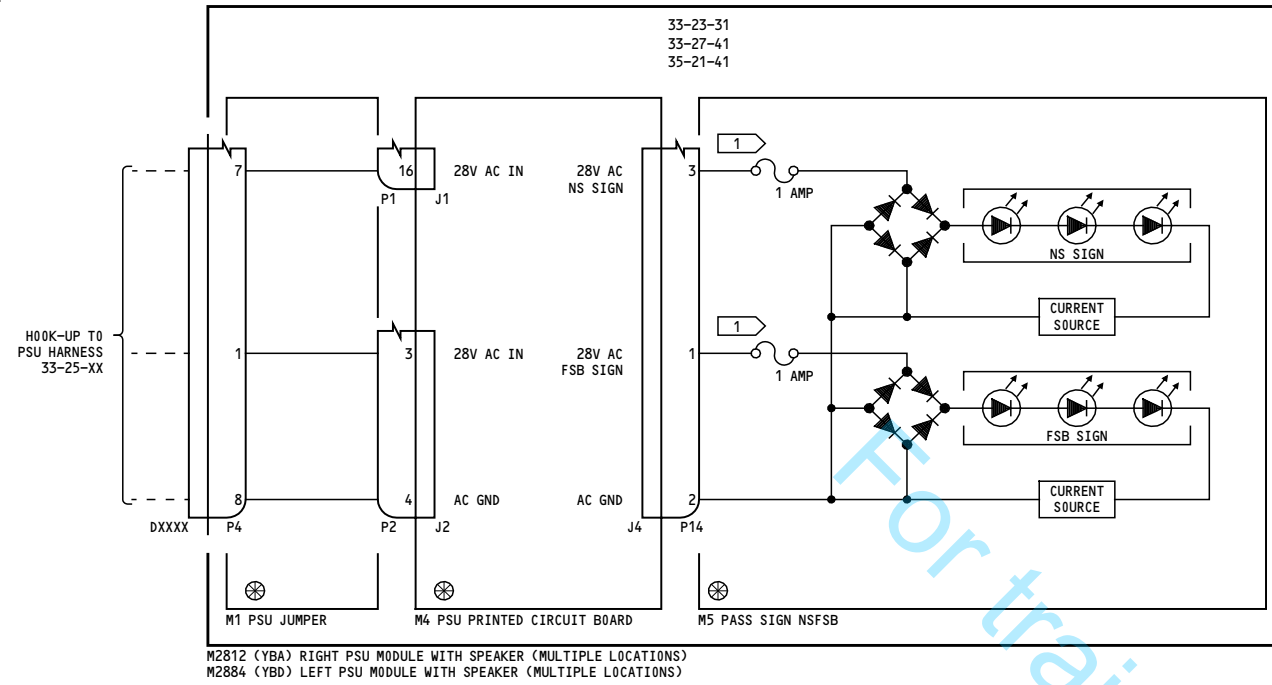 33-23-31
33-27-41
35-21-41
1
7
16
28V AC IN
28V AC
NS SIGN
3
1 AMP
P1
J1
NS SIGN
CURRENT
SOURCE
HOOK-UP TO
PSU HARNESS
33-25-XX
1
1
3
28V AC IN
28V AC
FSB SIGN
1
1 AMP
FSB SIGN
8
4
AC GND
AC GND
2
CURRENT
SOURCE
DXXXX
P4
P2
J2
J4
P14
M1 PSU JUMPER
M4 PSU PRINTED CIRCUIT BOARD
M5 PASS SIGN NSFSB
M2812 (YBA) RIGHT PSU MODULE WITH SPEAKER (MULTIPLE LOCATIONS)
M2884 (YBD) LEFT PSU MODULE WITH SPEAKER (MULTIPLE LOCATIONS)
For trai